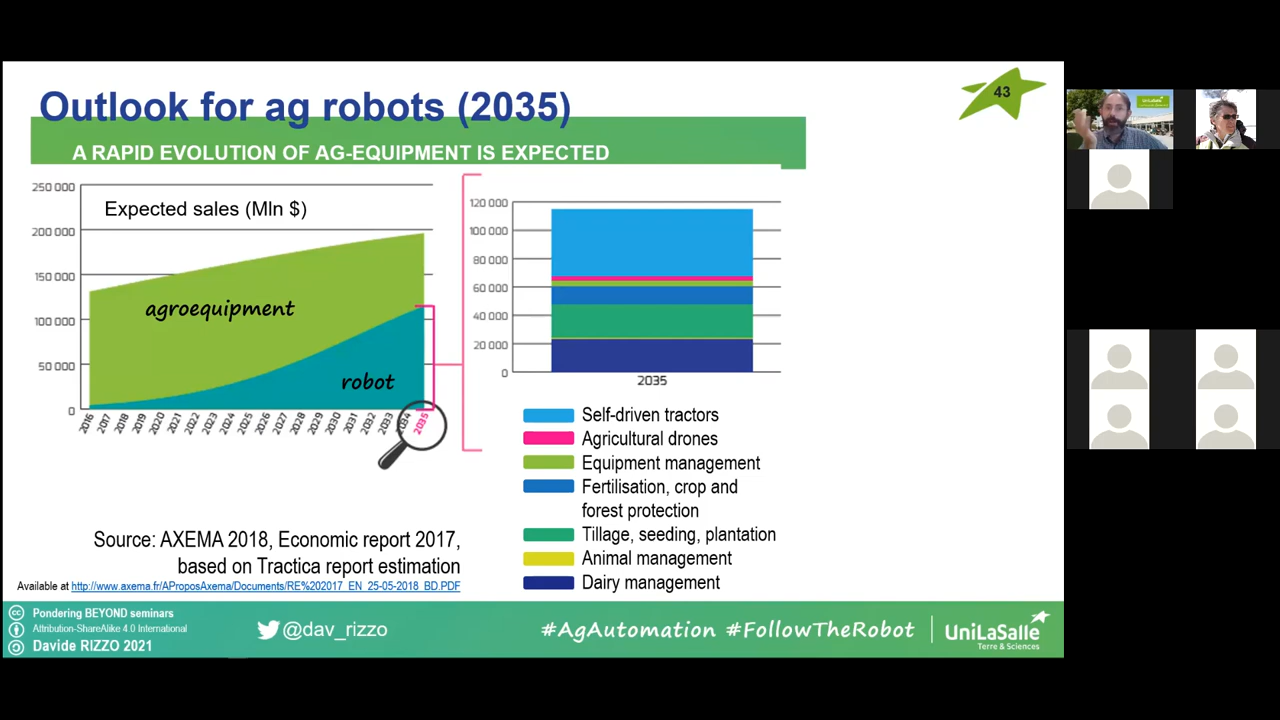 Outlook for ag robots (2035)
43
A RAPID EVOLUTION OF AG-EQUIPMENT IS EXPECTED
250 000
200 000
150 000
100 000
50 000
0
Expected sales (Mln $)
agroequipment
robot
2016 2017 2018 2019 2020 2021 2022 2023 2024 2025 2026 2027 2028 2029 2030 2031 2032 2033 2034 2035
120 000
100 000
80 000
60 000
40 000
20 000
0
2035
Self-driven tractors
Agricultural drones
Equipment management
Fertilisation, crop and
forest protection
Tillage, seeding, plantation
Animal management
Dairy management
Source: AXEMA 2018, Economic report 2017,
based on Tractica report estimation
Available at http://www.axema.fr/AProposAxema/Documents/RE%202017_EN_25-05-2018_BD.PDF
Pondering BEYOND seminars
Attribution-ShareAlike 4.0 International
Davide RIZZO 2021
@dav_rizzo
#AgAutomation #FollowTheRobot
UniLaSalle
Terre & Sciences
UniLaSalle